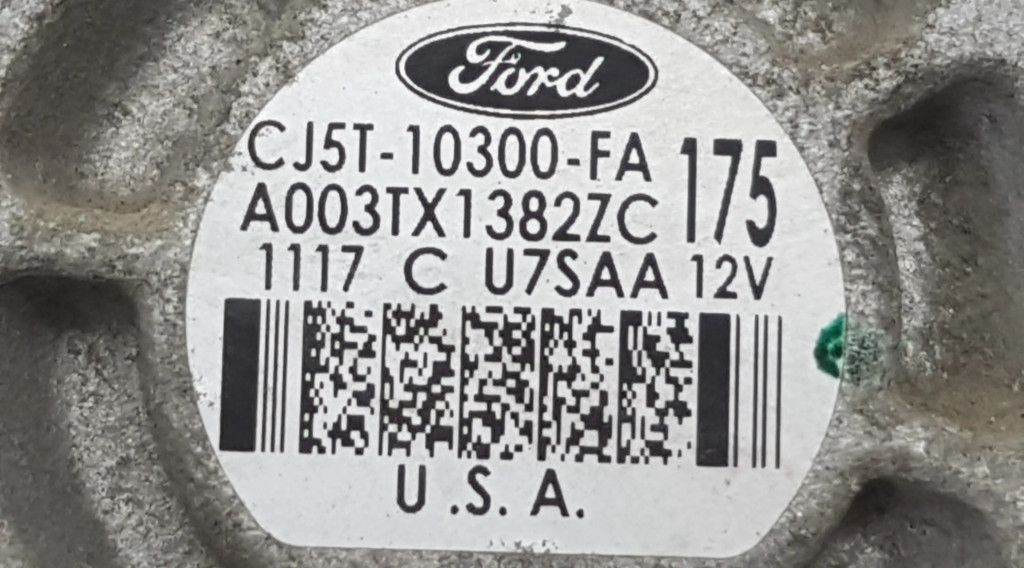 Ford
CJ5T-10300-FA 175
A003TX1382ZC
1117 C U7SAA 12V
U.S.A.